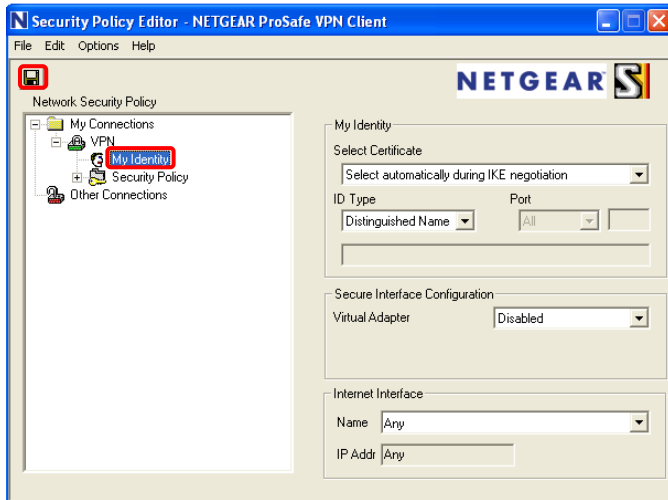 Security Policy Editor - NETGEAR ProSafe VPN Client
File Edit Options Help
NETGEAR
Network Security Policy
My Connections
VPN
My Identity
Security Policy
Other Connections
My Identity
Select Certificate
Select automatically during IKE negotiation
ID Type Port
Distinguished Name All
Secure Interface Configuration
Virtual Adapter Disabled
Internet Interface
Name Any
IP Addr Any